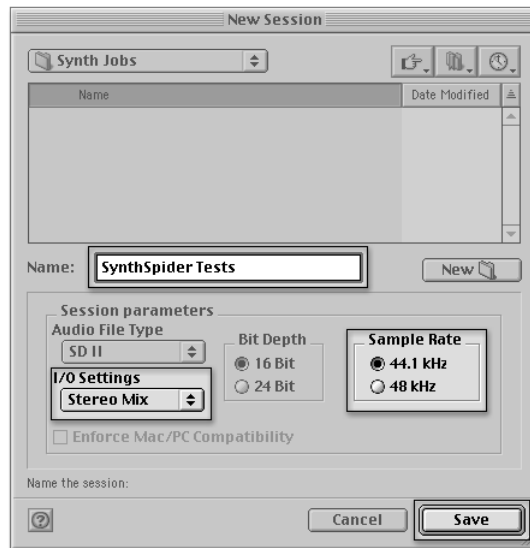 New Session
Synth Jobs
Name
Date Modified
Name:
SynthSpider Tests
New
Session parameters
Audio File Type
SD II
Bit Depth
16 Bit
24 Bit
Sample Rate
44.1 kHz
48 kHz
I/O Settings
Stereo Mix
Enforce Mac/PC Compatibility
Name the session:
?
Cancel
Save